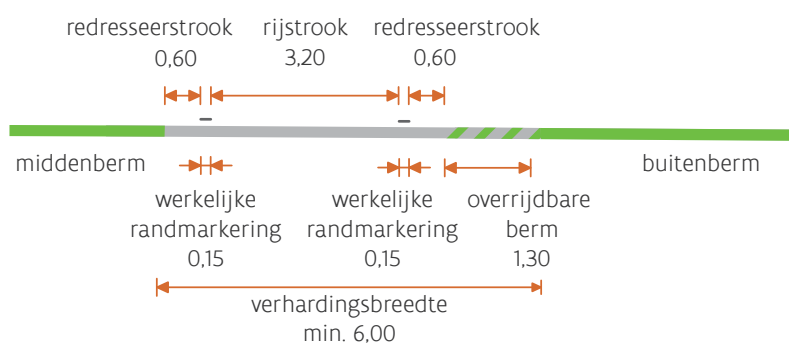 redresseerstrook rijstrook redresseerstrook
0,60 3,20 0,60
middenberm buitenberm
werkelijke werkelijke overrijdbare
randmarkering randmarkering berm
0,15 0,15 1,30
verhardingsbreedte
min. 6,00